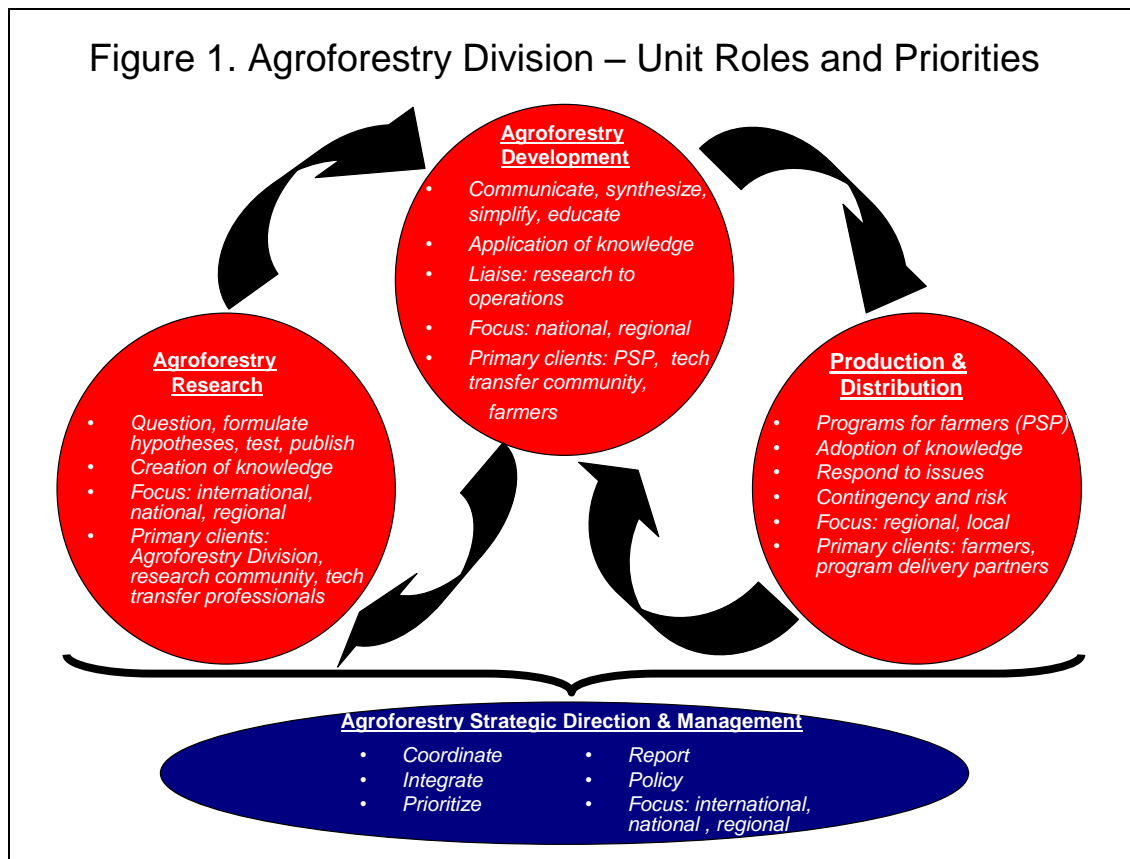 Figure 1. Agroforestry Division – Unit Roles and Priorities
Agroforestry
Development
• Communicate, synthesize,
simplify, educate
• Application of knowledge
• Liaise: research to
operations
• Focus: national, regional
• Primary clients: PSP, tech
transfer community,
farmers
Agroforestry
Research
• Question, formulate
hypotheses, test, publish
• Creation of knowledge
• Focus: international,
national, regional
• Primary clients:
Agroforestry Division,
research community, tech
transfer professionals
Production &
Distribution
• Programs for farmers (PSP)
• Adoption of knowledge
• Respond to issues
• Contingency and risk
• Focus: regional, local
• Primary clients: farmers,
program delivery partners
Agroforestry Strategic Direction & Management
• Coordinate
• Integrate
• Prioritize
• Report
• Policy
• Focus: international,
national , regional